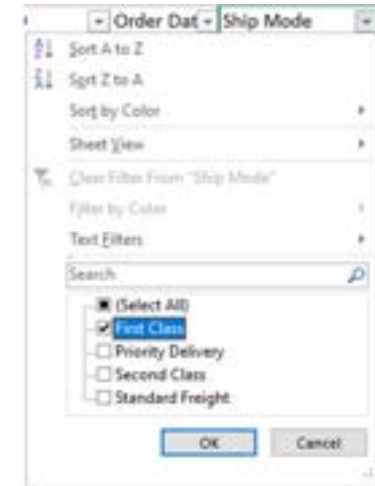 Order Dat Ship Mode
Sort A to Z
Sort Z to A
Sort by Color
Sheet View
Clear Filter From "Ship Mode"
Filter by Color
Text Filters
Search
(Select All)
First Class
Priority Delivery
Second Class
Standard Freight
OK Cancel